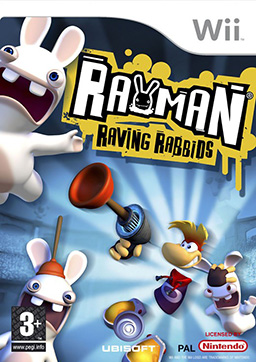 Wii
RAYMAN
RAVING RABBIDS
3+
www.pegi.info
UBISOFT
PAL
LICENSED BY
Nintendo